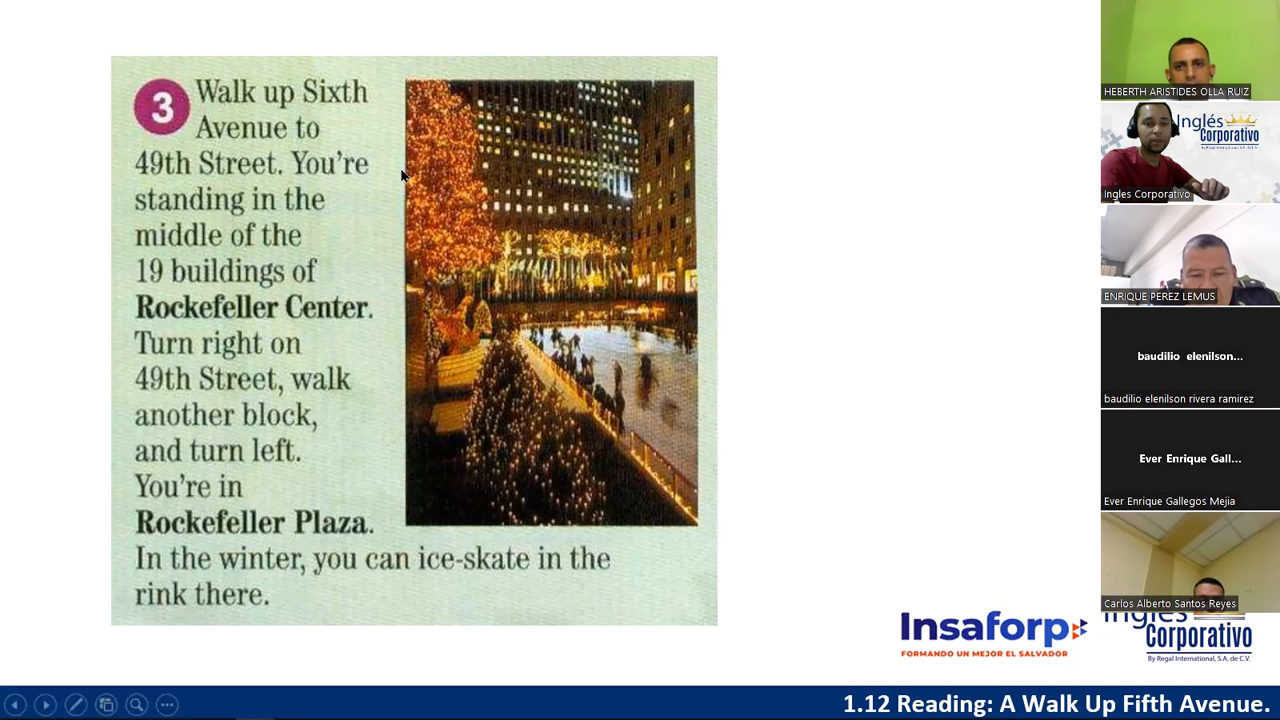 3
Walk up Sixth
Avenue to
49th Street. You're
standing in the
middle of the
19 buildings of
Rockefeller Center.
Turn right on
49th Street, walk
another block,
and turn left.
You're in
Rockefeller Plaza.
In the winter, you can ice-skate in the
rink there.
Insaforp
FORMANDO UN MEJOR EL SALVADOR
Inglés
Corporativo
By Regal International, S.A. de C.V.
1.12 Reading: A Walk Up Fifth Avenue.
HEBERTH ARISTIDES OLLA RUIZ
Inglés
Corporativo
Ingles Corporativo
ENRIQUE PEREZ LEMUS
baudilio elenilson...
baudilio elenilson rivera ramirez
Ever Enrique Gall...
Ever Enrique Gallegos Mejia
Carlos Alberto Santos Reyes